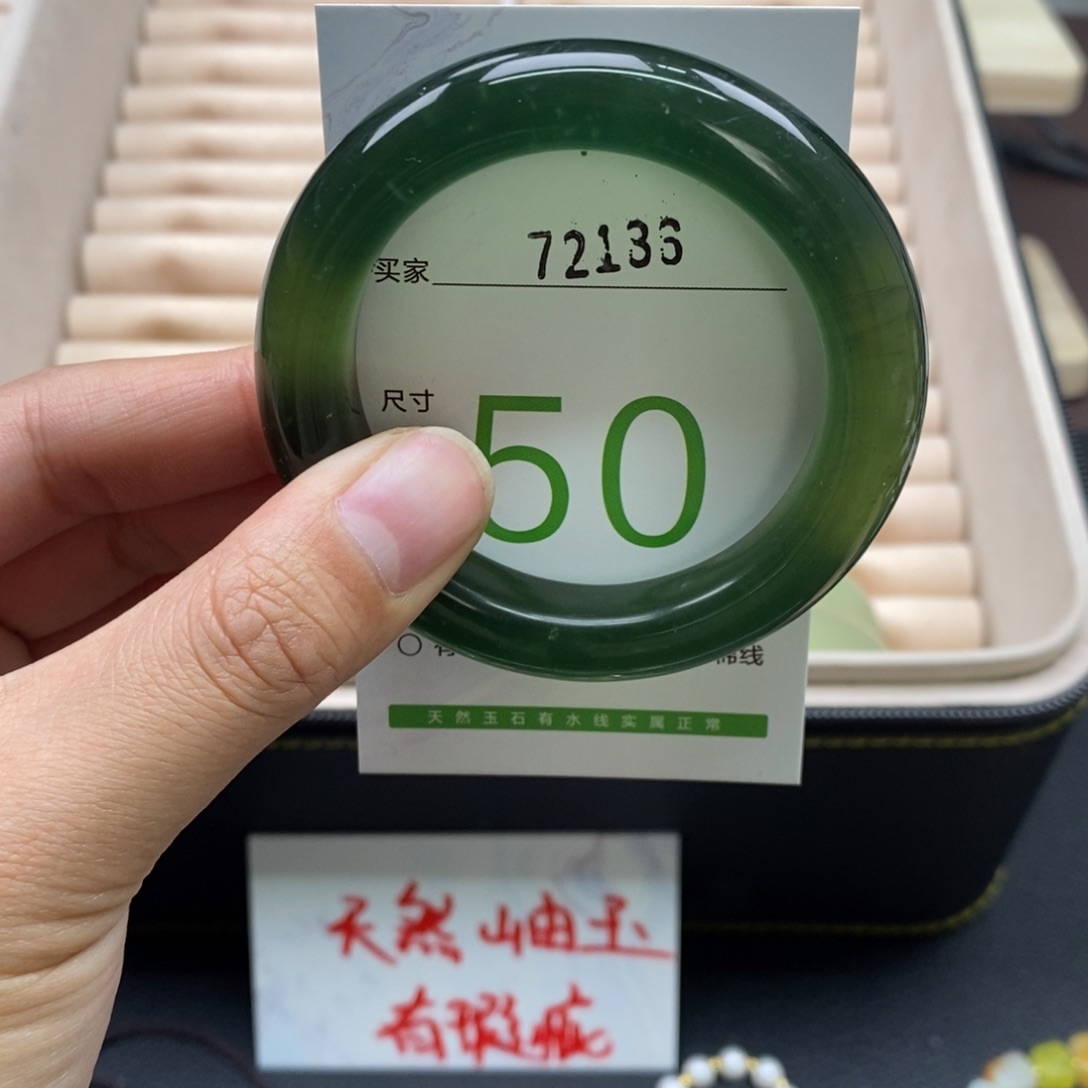 买家 72136
尺寸
50
天然玉石有水线实属正常
天然岫玉
有瑕疵